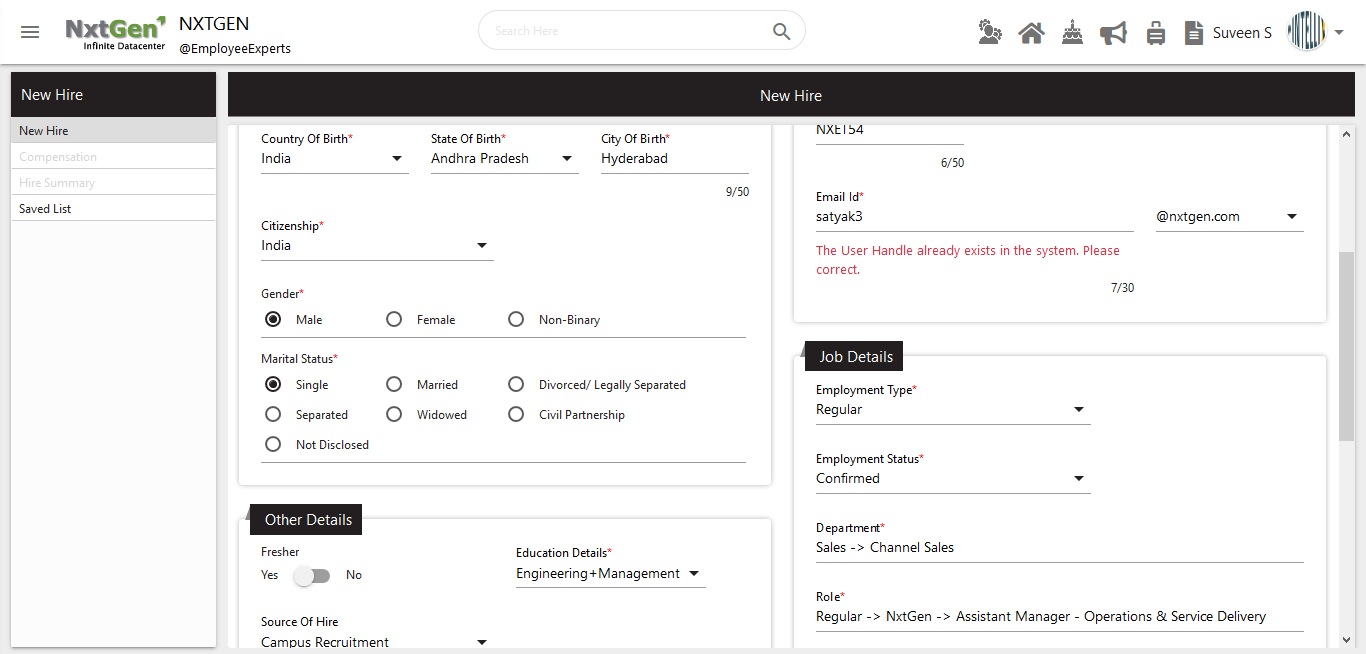 NxtGen
Infinite Datacenter
NXTGEN
@EmployeeExperts
Search Here
Suveen S
INTELI
New Hire
New Hire
Compensation
Hire Summary
Saved List
New Hire
Country Of Birth*
India
State Of Birth*
Andhra Pradesh
City Of Birth*
Hyderabad
9/50
Citizenship*
India
Gender*
Male
Female
Non-Binary
Marital Status*
Single
Married
Divorced/ Legally Separated
Separated
Widowed
Civil Partnership
Not Disclosed
Other Details
Fresher
Yes
No
Education Details*
Engineering+Management
Source Of Hire
Campus Recruitment
NXET54
6/50
Email Id*
satyak3
@nxtgen.com
The User Handle already exists in the system. Please
correct.
7/30
Job Details
Employment Type*
Regular
Employment Status*
Confirmed
Department*
Sales -> Channel Sales
Role*
Regular -> NxtGen -> Assistant Manager - Operations & Service Delivery